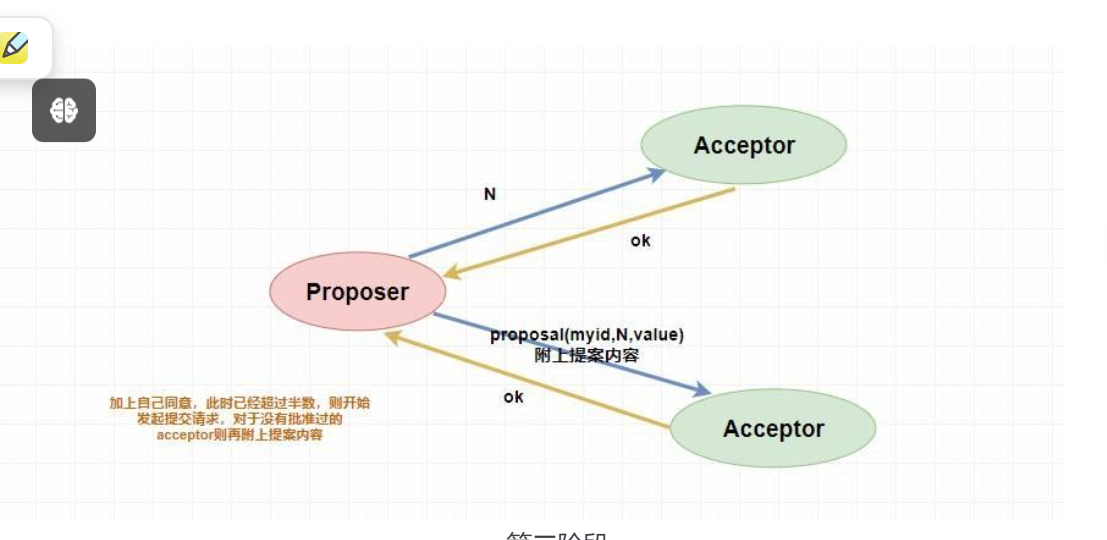 Acceptor
N
ok
Proposer
proposal(myid,N,value)
附上提案内容
ok
加上自己同意，此时已经超过半数，则开始
发起提交请求，对于没有批准过的
acceptor则再附上提案内容
Acceptor